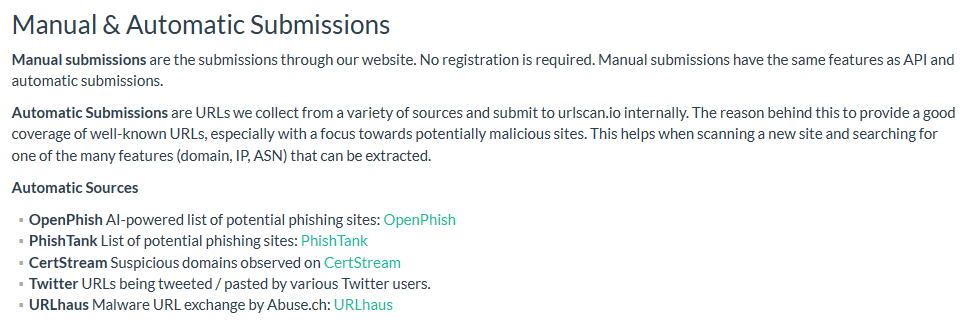 Manual & Automatic Submissions
Manual submissions are the submissions through our website. No registration is required. Manual submissions have the same features as API and
automatic submissions.
Automatic Submissions are URLs we collect from a variety of sources and submit to urlscan.io internally. The reason behind this to provide a good
coverage of well-known URLs, especially with a focus towards potentially malicious sites. This helps when scanning a new site and searching for
one of the many features (domain, IP, ASN) that can be extracted.
Automatic Sources
▪ OpenPhish AI-powered list of potential phishing sites: OpenPhish
▪ PhishTank List of potential phishing sites: PhishTank
▪ CertStream Suspicious domains observed on CertStream
▪ Twitter URLs being tweeted / pasted by various Twitter users.
▪ URLhaus Malware URL exchange by Abuse.ch: URLhaus